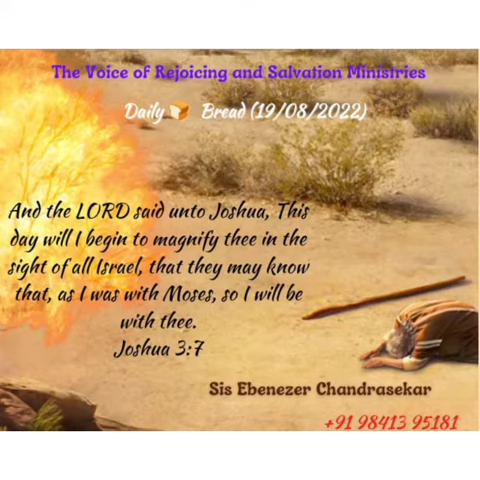 The Voice of Rejoicing and Salvation Ministries
Daily 🍞 Bread (19/08/2022)
And the LORD said unto Joshua, This
day will I begin to magnify thee in the
sight of all Israel, that they may know
that, as I was with Moses, so I will be
with thee.
Joshua 3:7
Sis Ebenezer Chandrasekar
+91 98413 95181